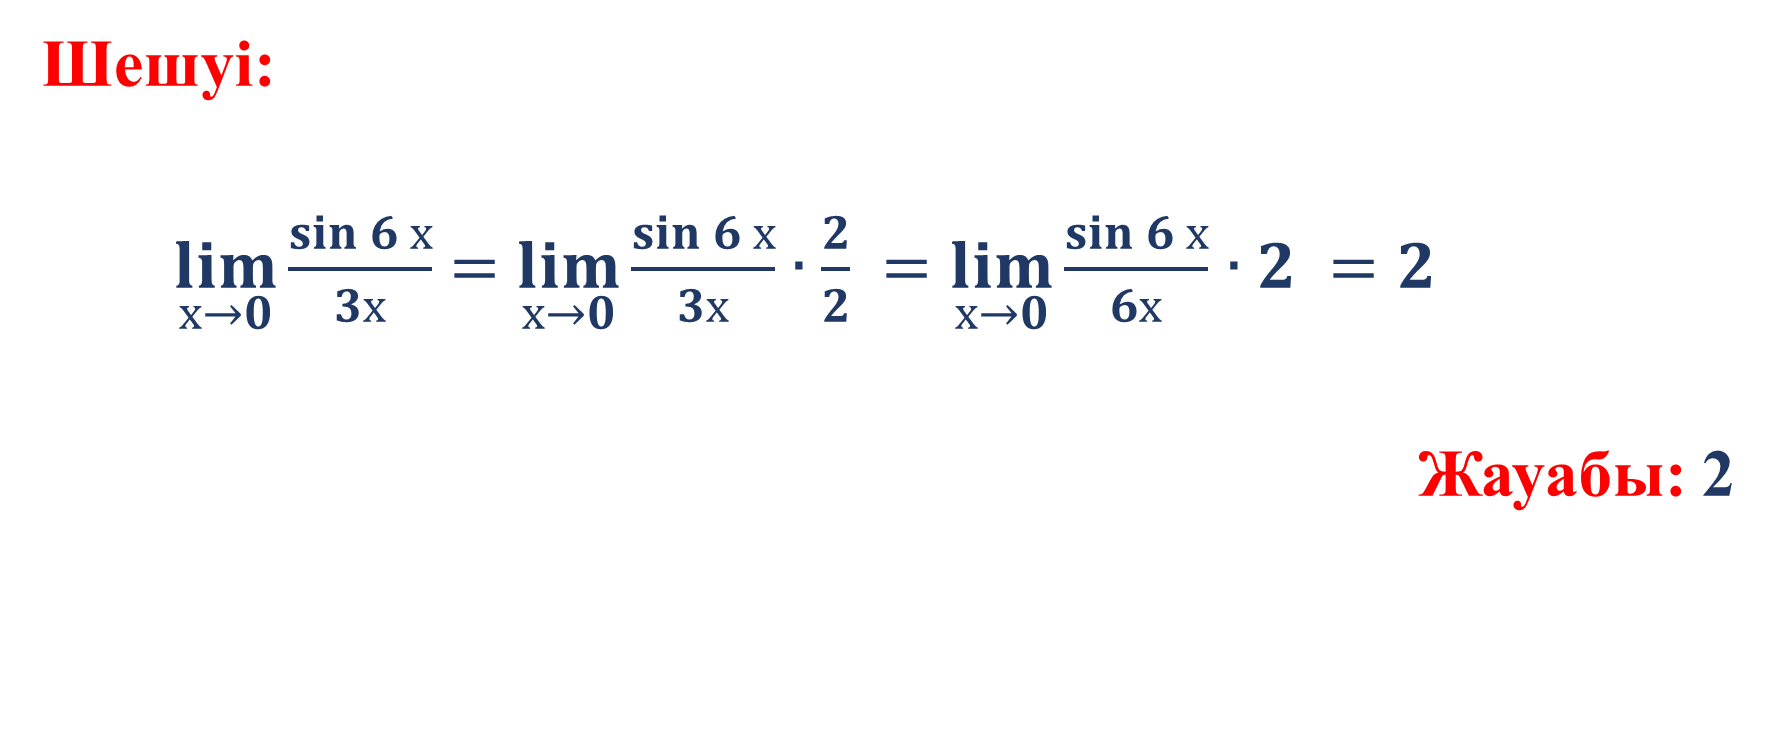 Шешуі:
lim x→0 sin 6 x / 3x = lim x→0 sin 6 x / 3x · 2/2 = lim x→0 sin 6 x / 6x · 2 = 2
Жауабы: 2